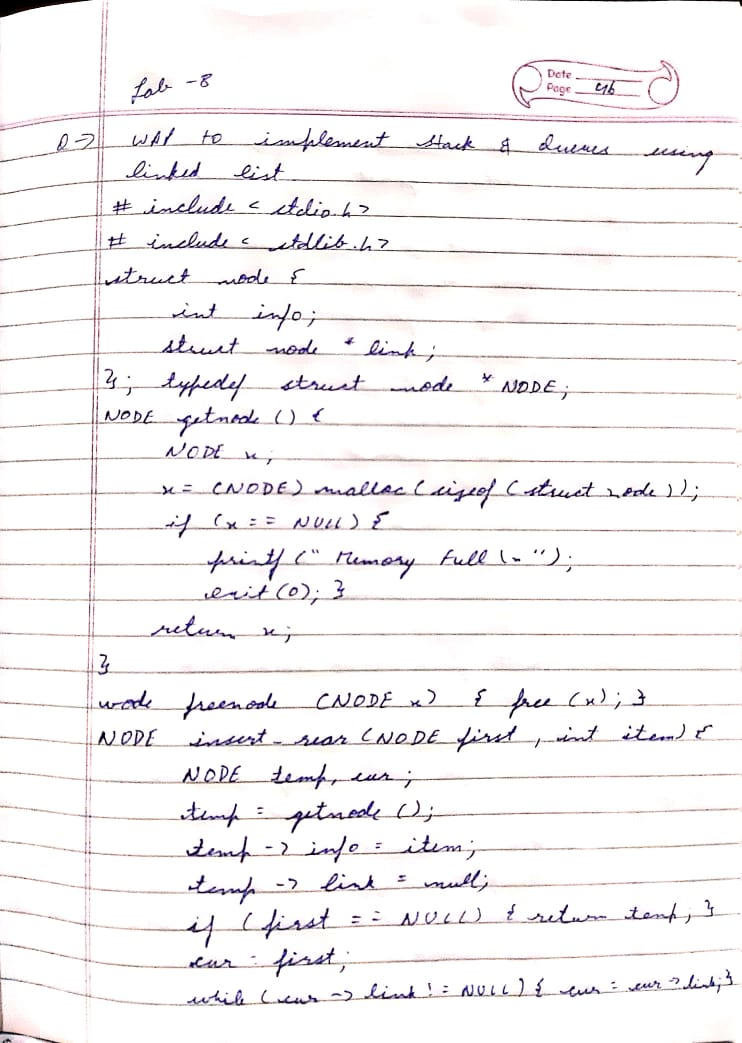 Lab - 8
Date
Page 46
Q → WAP to implement Stack & Queues using
linked list
# include < stdio.h >
# include < stdlib.h >
struct node {
int info;
struct node * link;
}; typedef struct node * NODE;
NODE getnode () {
NODE x;
x = (NODE) malloc (sizeof (struct node));
if (x == NULL) {
printf (" Memory Full \n ");
exit (0); }
return x;
}
node freenode (NODE x) { free (x); }
NODE insert_rear (NODE first , int item) {
NODE temp, cur;
temp = getnode ();
temp -> info = item;
temp -> link = null;
if (first == NULL) { return temp; }
cur = first;
while (cur -> link != NULL) { cur = cur -> link; }